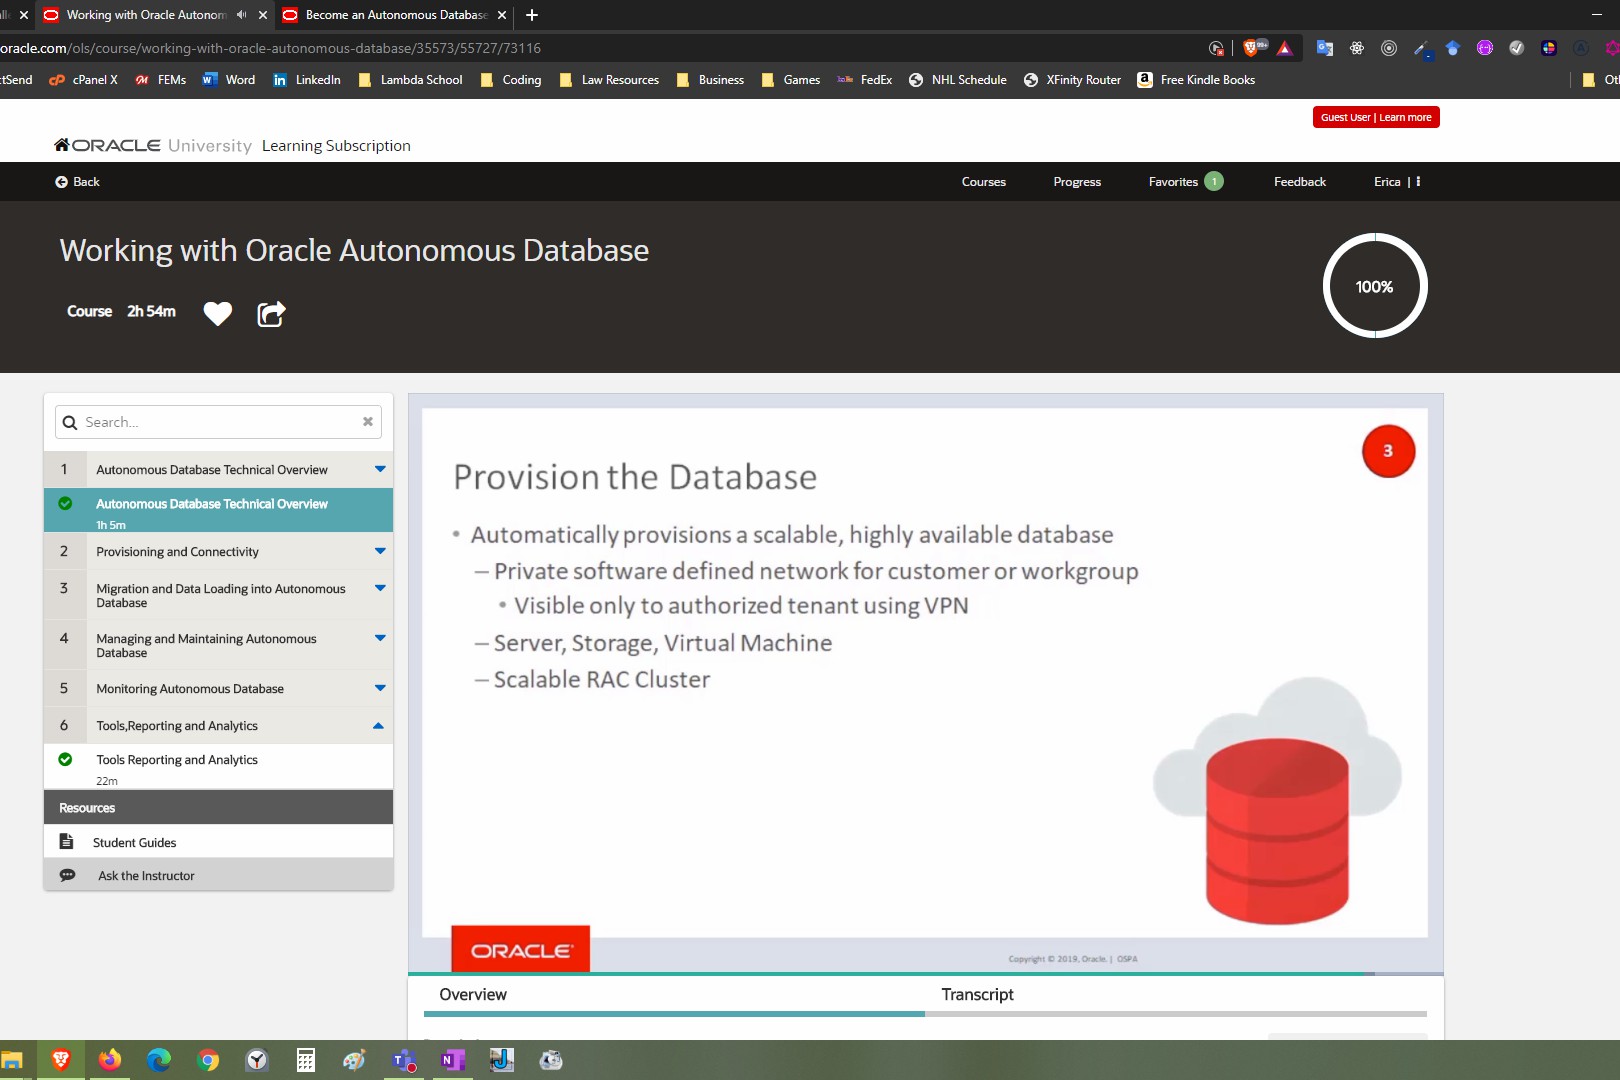 Working with Oracle Autonom
Become an Autonomous Database
oracle.com/ols/course/working-with-oracle-autonomous-database/35573/55727/73116
99+
ctSend
cPanel X
FEMs
Word
LinkedIn
Lambda School
Coding
Law Resources
Business
Games
FedEx
NHL Schedule
XFinity Router
Free Kindle Books
Guest User | Learn more
ORACLE University Learning Subscription
Back
Courses
Progress
Favorites 1
Feedback
Erica |
Working with Oracle Autonomous Database
Course 2h 54m
100%
Search...
1 Autonomous Database Technical Overview
Autonomous Database Technical Overview
1h 5m
2 Provisioning and Connectivity
3 Migration and Data Loading into Autonomous
Database
4 Managing and Maintaining Autonomous
Database
5 Monitoring Autonomous Database
6 Tools,Reporting and Analytics
Tools Reporting and Analytics
22m
Resources
Student Guides
Ask the Instructor
3
Provision the Database
• Automatically provisions a scalable, highly available database
– Private software defined network for customer or workgroup
• Visible only to authorized tenant using VPN
– Server, Storage, Virtual Machine
– Scalable RAC Cluster
ORACLE
Copyright © 2019, Oracle. | OSPA
Overview
Transcript